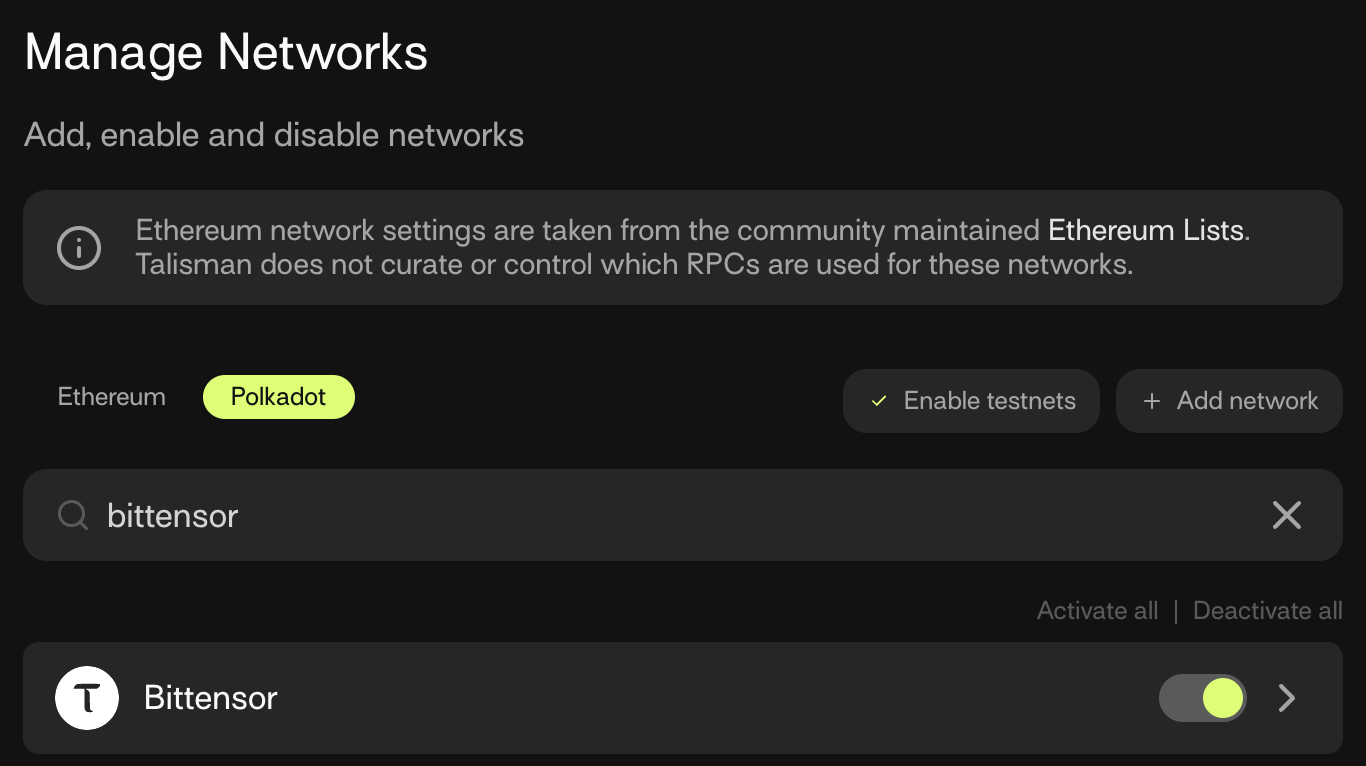 Manage Networks
Add, enable and disable networks
Ethereum network settings are taken from the community maintained Ethereum Lists.
Talisman does not curate or control which RPCs are used for these networks.
Ethereum
Polkadot
Enable testnets
+ Add network
bittensor
Activate all | Deactivate all
Bittensor